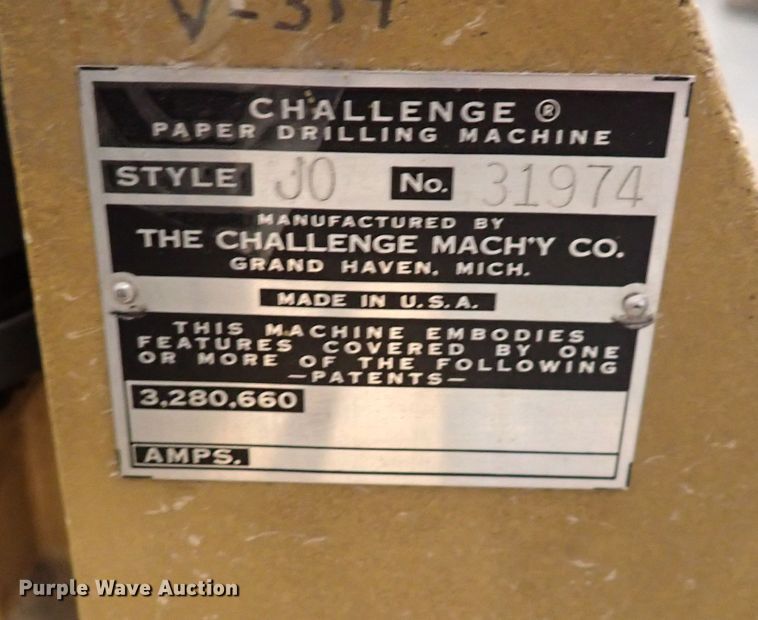 V-314
CHALLENGE ®
PAPER DRILLING MACHINE
STYLE JO No. 31974
MANUFACTURED BY
THE CHALLENGE MACH'Y CO.
GRAND HAVEN, MICH.
MADE IN U.S.A.
THIS MACHINE EMBODIES
FEATURES COVERED BY ONE
OR MORE OF THE FOLLOWING
—PATENTS—
3,280,660
AMPS.
Purple Wave Auction